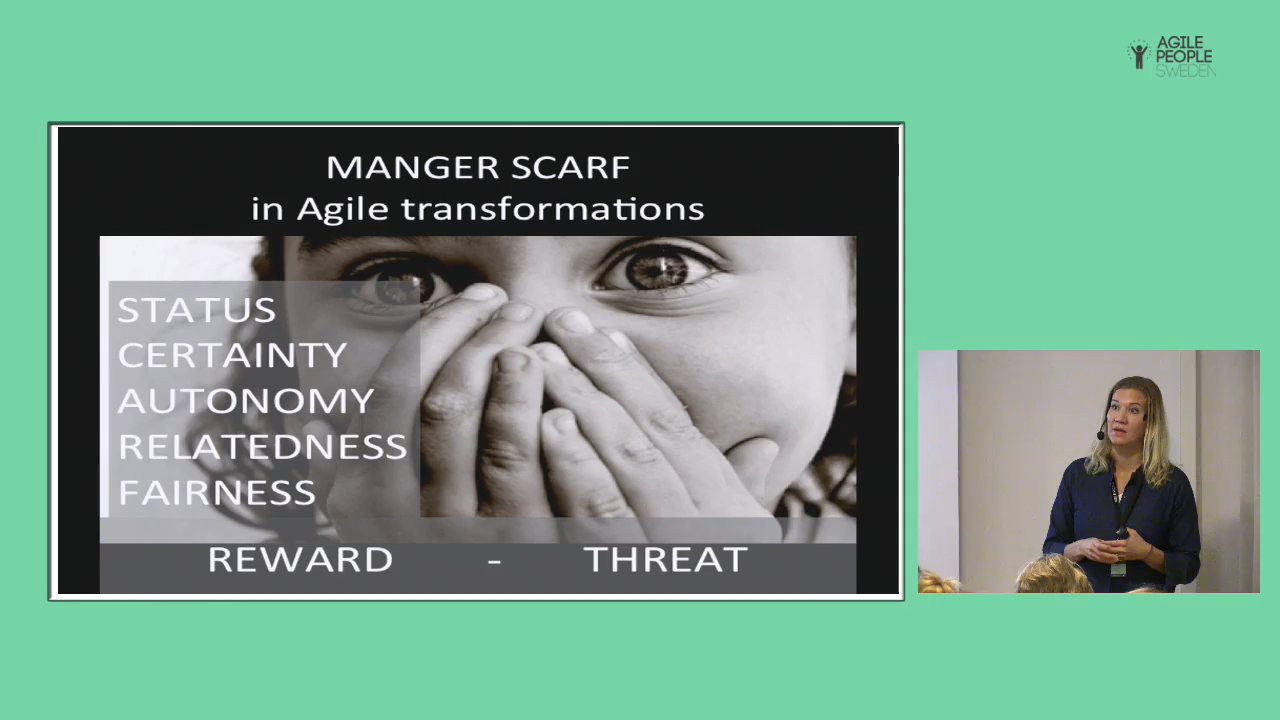 AGILE
PEOPLE
SWEDEN
MANGER SCARF
in Agile transformations
STATUS
CERTAINTY
AUTONOMY
RELATEDNESS
FAIRNESS
REWARD - THREAT